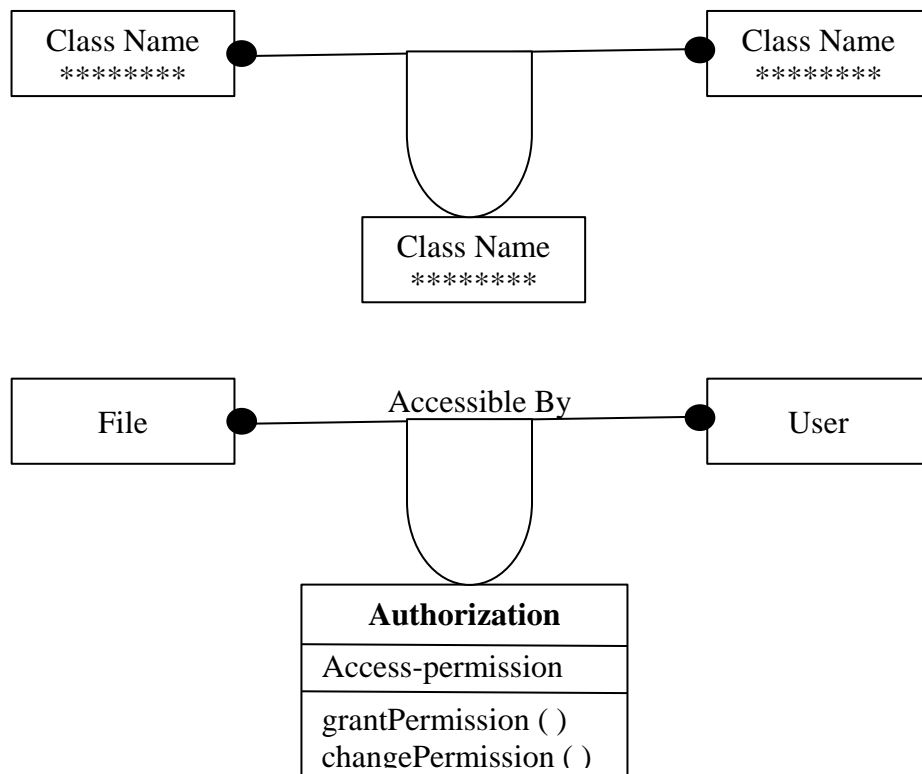 Class Name
********
Class Name
********
Class Name
********
Accessible By
File
User
Authorization
Access-permission
grantPermission ( )
changePermission ( )